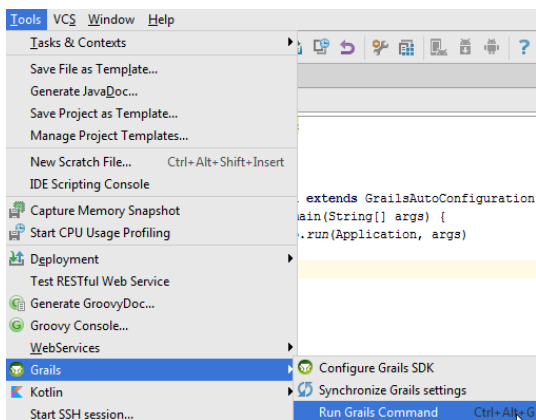 Tools VCS Window Help
Tasks & Contexts
Save File as Template...
Generate JavaDoc...
Save Project as Template...
Manage Project Templates...
New Scratch File... Ctrl+Alt+Shift+Insert
IDE Scripting Console
extends GrailsAutoConfiguration
Capture Memory Snapshot
ain(String[] args) {
Start CPU Usage Profiling
.run(Application, args)
Deployment
Test RESTful Web Service
Generate GroovyDoc...
Groovy Console...
WebServices
Grails
Configure Grails SDK
Kotlin
Synchronize Grails settings
Start SSH session...
Run Grails Command Ctrl+Alt+G